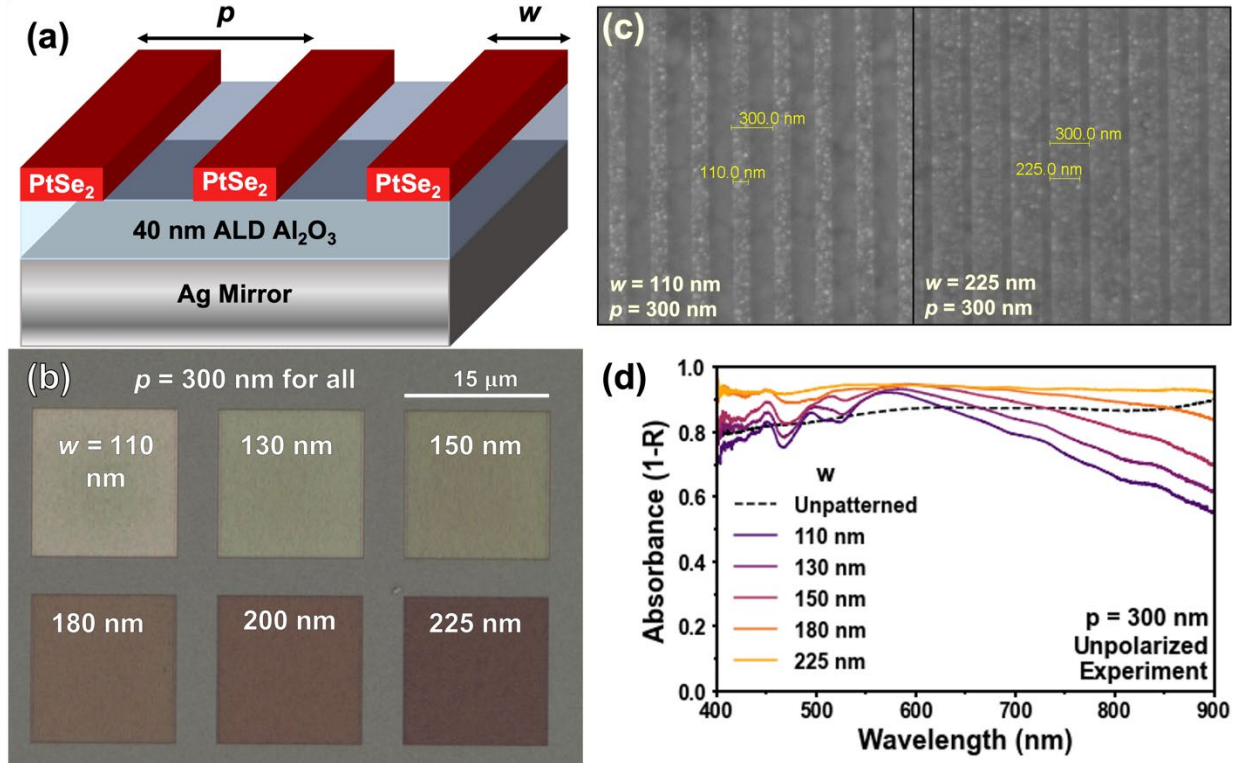 (a)
p
w
PtSe₂
PtSe₂
PtSe₂
40 nm ALD Al₂O₃
Ag Mirror
(b)
p = 300 nm for all
15 μm
w = 110
nm
130 nm
150 nm
180 nm
200 nm
225 nm
(c)
300.0 nm
110.0 nm
w = 110 nm
p = 300 nm
300.0 nm
225.0 nm
w = 225 nm
p = 300 nm
(d)
Absorbance (1-R)
1.0
0.8
0.6
0.4
0.2
0.0
w
Unpatterned
110 nm
130 nm
150 nm
180 nm
225 nm
p = 300 nm
Unpolarized
Experiment
400
500
600
700
800
900
Wavelength (nm)